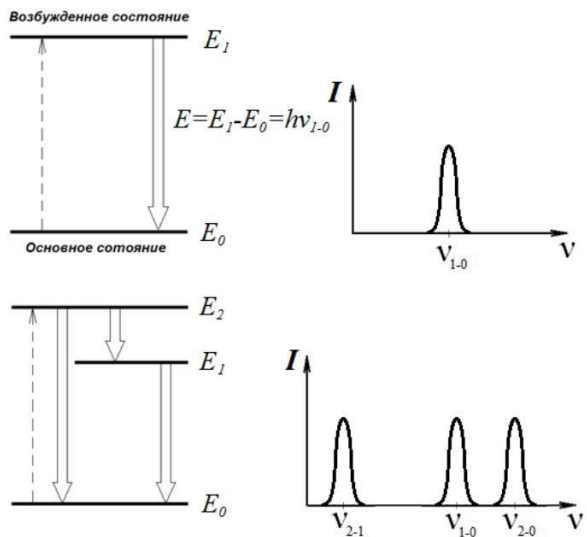 Возбужденное состояние
E₁
E=E₁-E₀=hν₁₋₀
E₀
Основное сотояние
I
ν₁₋₀
ν
E₂
E₁
E₀
I
ν₂₋₁
ν₁₋₀
ν₂₋₀
ν